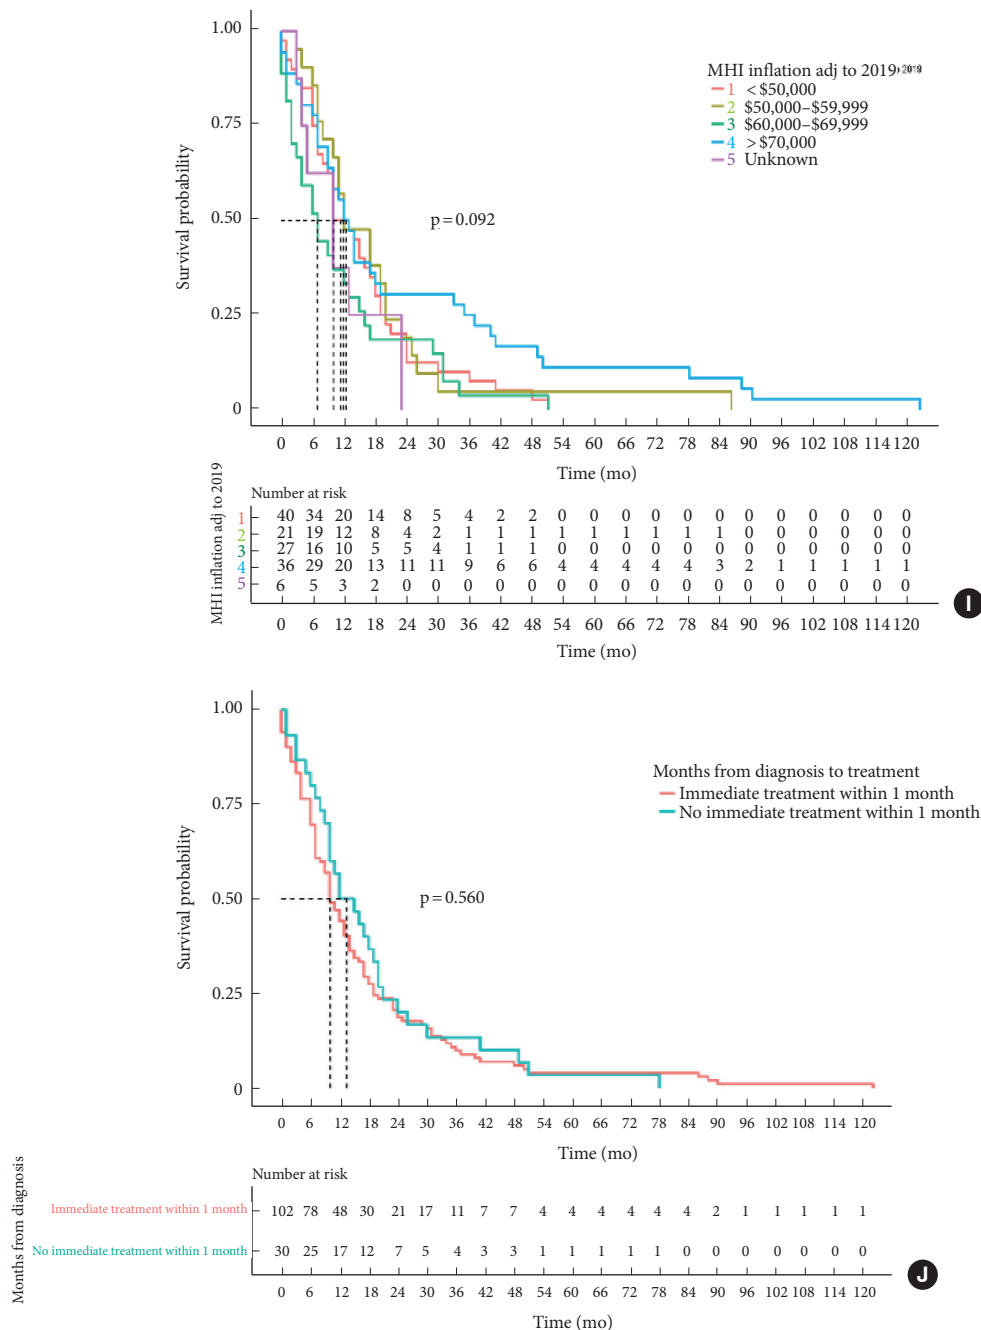 1.00
0.75
0.50
0.25
0
Survival probability
MHI inflation adj to 2019 2019
1 < $50,000
2 $50,000–$59,999
3 $60,000–$69,999
4 > $70,000
5 Unknown
p = 0.092
0 6 12 18 24 30 36 42 48 54 60 66 72 78 84 90 96 102 108 114 120
Time (mo)
MHI inflation adj to 2019
Number at risk
1 40 34 20 14 8 5 4 2 2 0 0 0 0 0 0 0 0 0 0 0 0
2 21 19 12 8 4 2 1 1 1 1 1 1 1 1 1 0 0 0 0 0 0
3 27 16 10 5 5 4 1 1 1 0 0 0 0 0 0 0 0 0 0 0 0
4 36 29 20 13 11 11 9 6 6 4 4 4 4 4 3 2 1 1 1 1 1
5 6 5 3 2 0 0 0 0 0 0 0 0 0 0 0 0 0 0 0 0 0
0 6 12 18 24 30 36 42 48 54 60 66 72 78 84 90 96 102 108 114 120
Time (mo)
I
1.00
0.75
0.50
0.25
0
Survival probability
Months from diagnosis to treatment
Immediate treatment within 1 month
No immediate treatment within 1 month
p = 0.560
0 6 12 18 24 30 36 42 48 54 60 66 72 78 84 90 96 102 108 114 120
Time (mo)
Months from diagnosis
Number at risk
Immediate treatment within 1 month 102 78 48 30 21 17 11 7 7 4 4 4 4 4 4 2 1 1 1 1 1
No immediate treatment within 1 month 30 25 17 12 7 5 4 3 3 1 1 1 1 1 0 0 0 0 0 0 0
0 6 12 18 24 30 36 42 48 54 60 66 72 78 84 90 96 102 108 114 120
Time (mo)
J